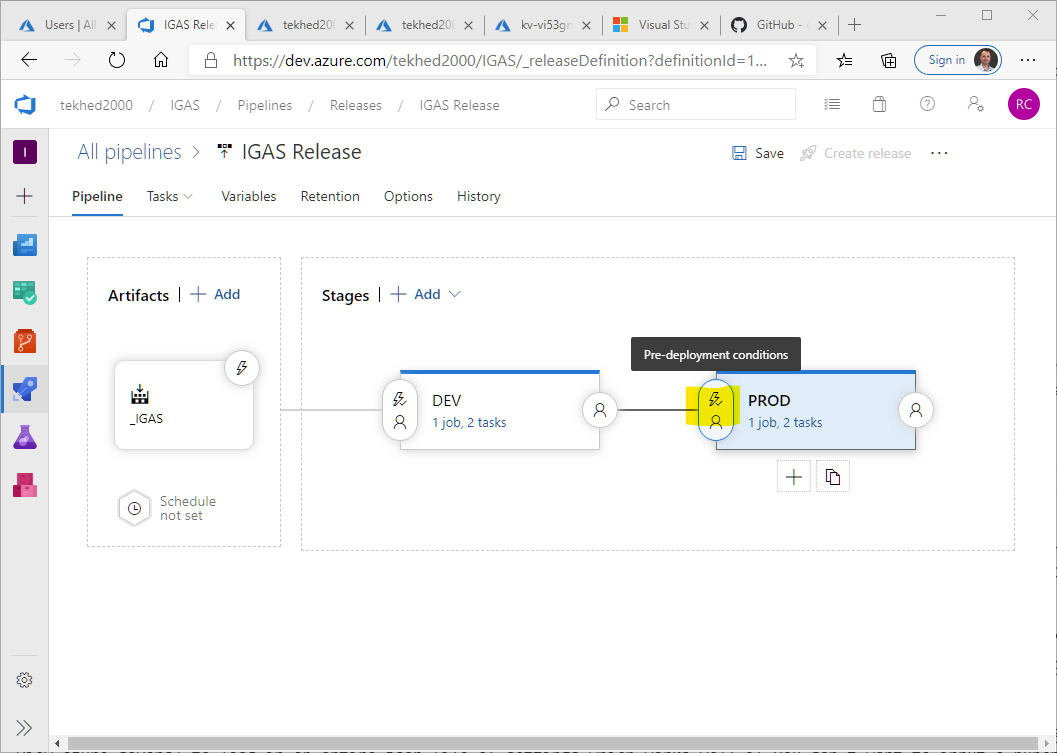 Users | All
IGAS Rele
tekhed200
tekhed200
kv-vi53gn
Visual Stu
GitHub -
https://dev.azure.com/tekhed2000/IGAS/_releaseDefinition?definitionId=1...
Sign in
tekhed2000 / IGAS / Pipelines / Releases / IGAS Release
Search
RC
I
All pipelines > IGAS Release
Save
Create release
Pipeline
Tasks
Variables
Retention
Options
History
Artifacts | + Add
Stages | + Add
Pre-deployment conditions
_IGAS
DEV
1 job, 2 tasks
PROD
1 job, 2 tasks
Schedule
not set